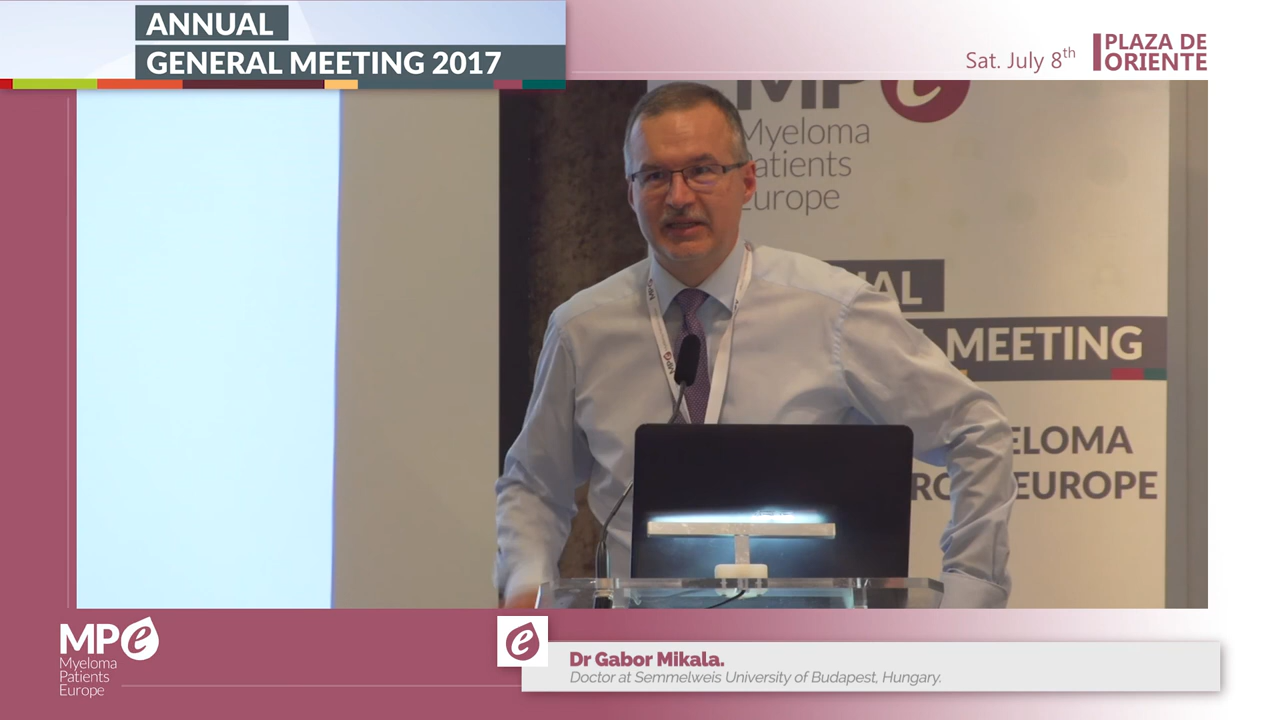 ANNUAL
GENERAL MEETING 2017
Sat. July 8th
PLAZA DE
ORIENTE
MPe
Myeloma
Patients
Europe
MEETING
EUROPE
MPe
Myeloma
Patients
Europe
e
Dr Gabor Mikala.
Doctor at Semmelweis University of Budapest, Hungary.